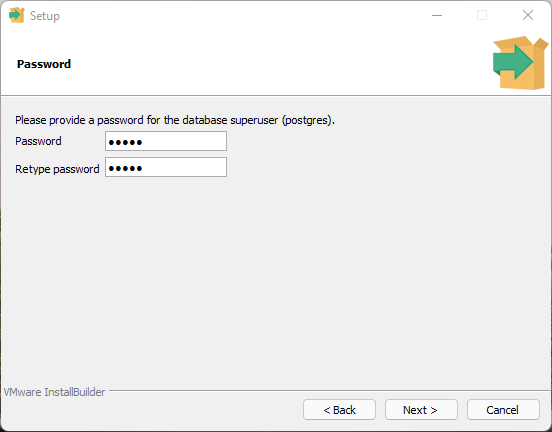 Setup
Password
Please provide a password for the database superuser (postgres).
Password •••••
Retype password •••••
VMware InstallBuilder
< Back Next > Cancel